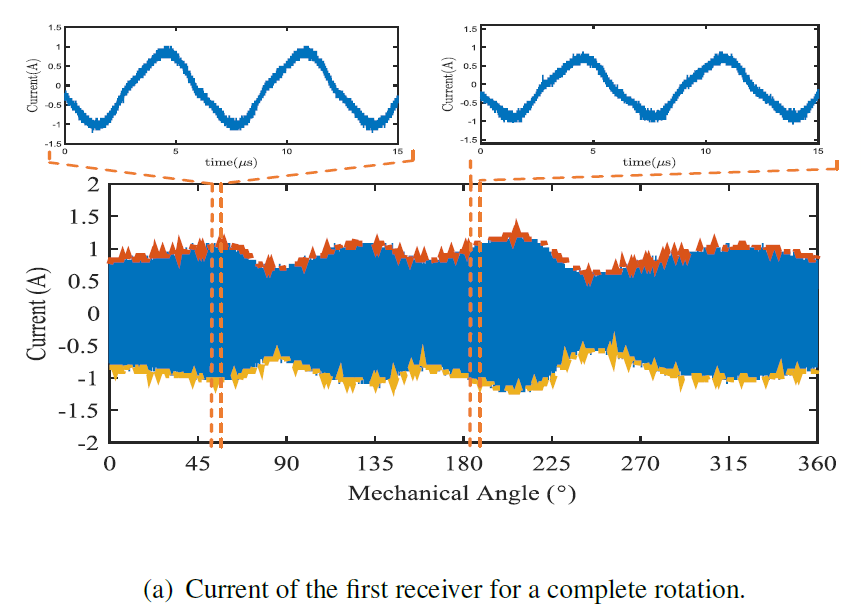 1.5
1
0.5
0
-0.5
-1
-1.5
Current(A)
0 5 10 15
time(μs)
1.5
1
0.5
0
-0.5
-1
-1.5
Current(A)
0 5 10 15
time(μs)
2
1.5
1
0.5
0
-0.5
-1
-1.5
-2
Current (A)
0 45 90 135 180 225 270 315 360
Mechanical Angle (°)
(a) Current of the first receiver for a complete rotation.